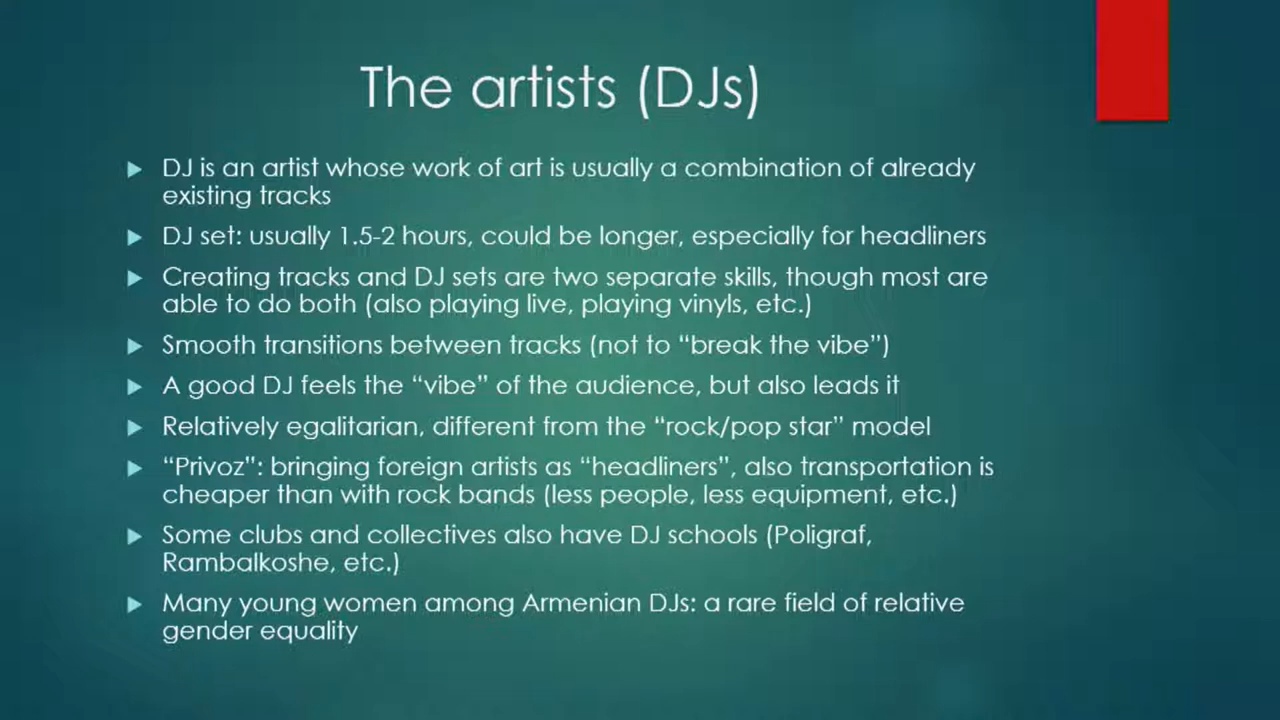 The artists (DJs)
DJ is an artist whose work of art is usually a combination of already
existing tracks
DJ set: usually 1.5-2 hours, could be longer, especially for headliners
Creating tracks and DJ sets are two separate skills, though most are
able to do both (also playing live, playing vinyls, etc.)
Smooth transitions between tracks (not to “break the vibe”)
A good DJ feels the “vibe” of the audience, but also leads it
Relatively egalitarian, different from the “rock/pop star” model
“Privoz”: bringing foreign artists as “headliners”, also transportation is
cheaper than with rock bands (less people, less equipment, etc.)
Some clubs and collectives also have DJ schools (Poligraf,
Rambalkoshe, etc.)
Many young women among Armenian DJs: a rare field of relative
gender equality